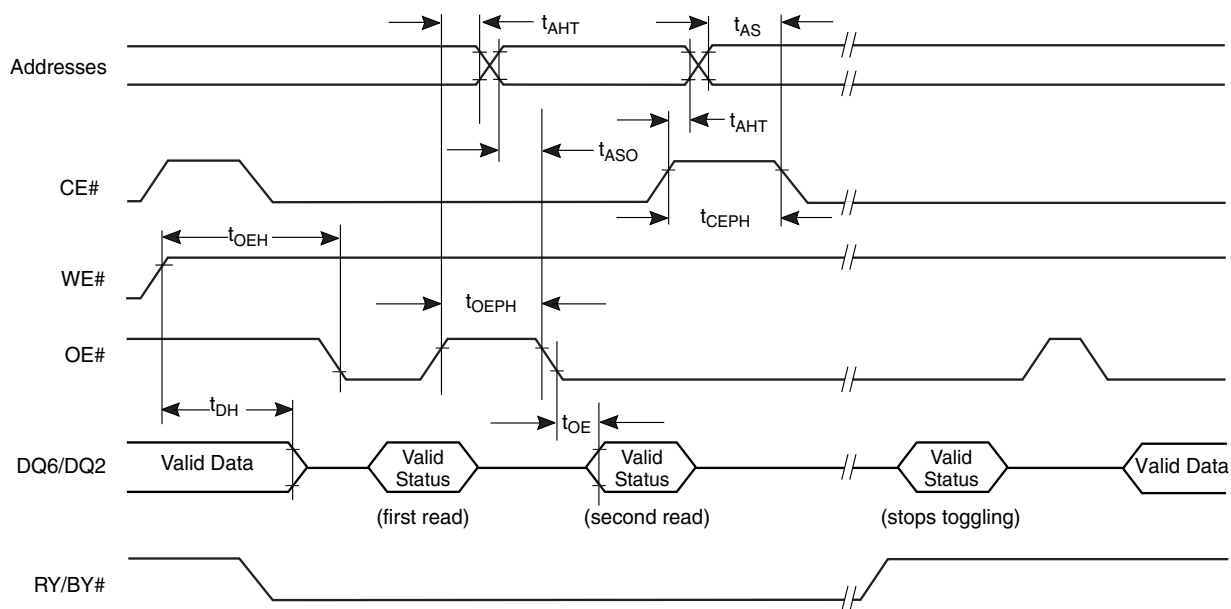 tAHT
tAS
Addresses
tAHT
tASO
CE#
tCEPH
tOEH
WE#
tOEPH
OE#
tDH
tOE
DQ6/DQ2
Valid Data
Valid
Status
Valid
Status
Valid
Status
Valid Data
(first read)
(second read)
(stops toggling)
RY/BY#